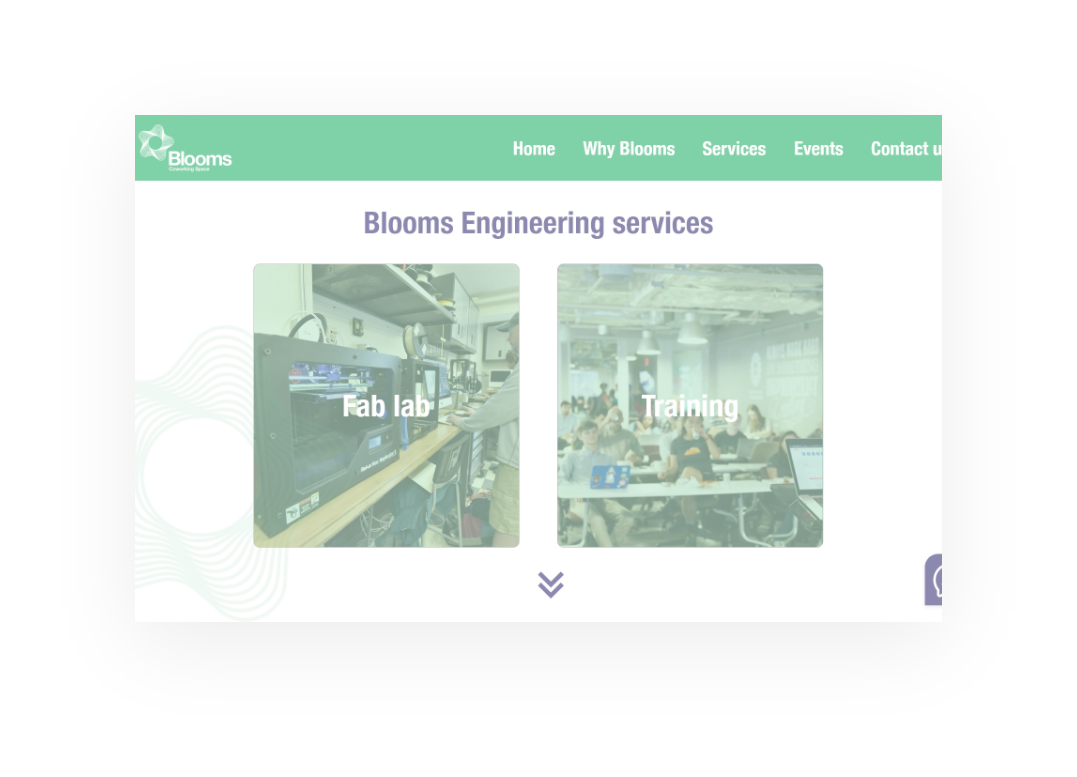 Blooms
Coworking Space
Home Why Blooms Services Events Contact u
Blooms Engineering services
Fab lab
Training